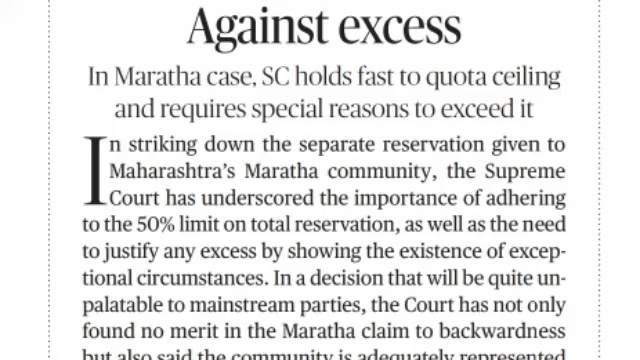 Against excess
In Maratha case, SC holds fast to quota ceiling
and requires special reasons to exceed it
In striking down the separate reservation given to
Maharashtra's Maratha community, the Supreme
Court has underscored the importance of adhering
to the 50% limit on total reservation, as well as the need
to justify any excess by showing the existence of excep-
tional circumstances. In a decision that will be quite un-
palatable to mainstream parties, the Court has not only
found no merit in the Maratha claim to backwardness
but also said the community is adequately represented